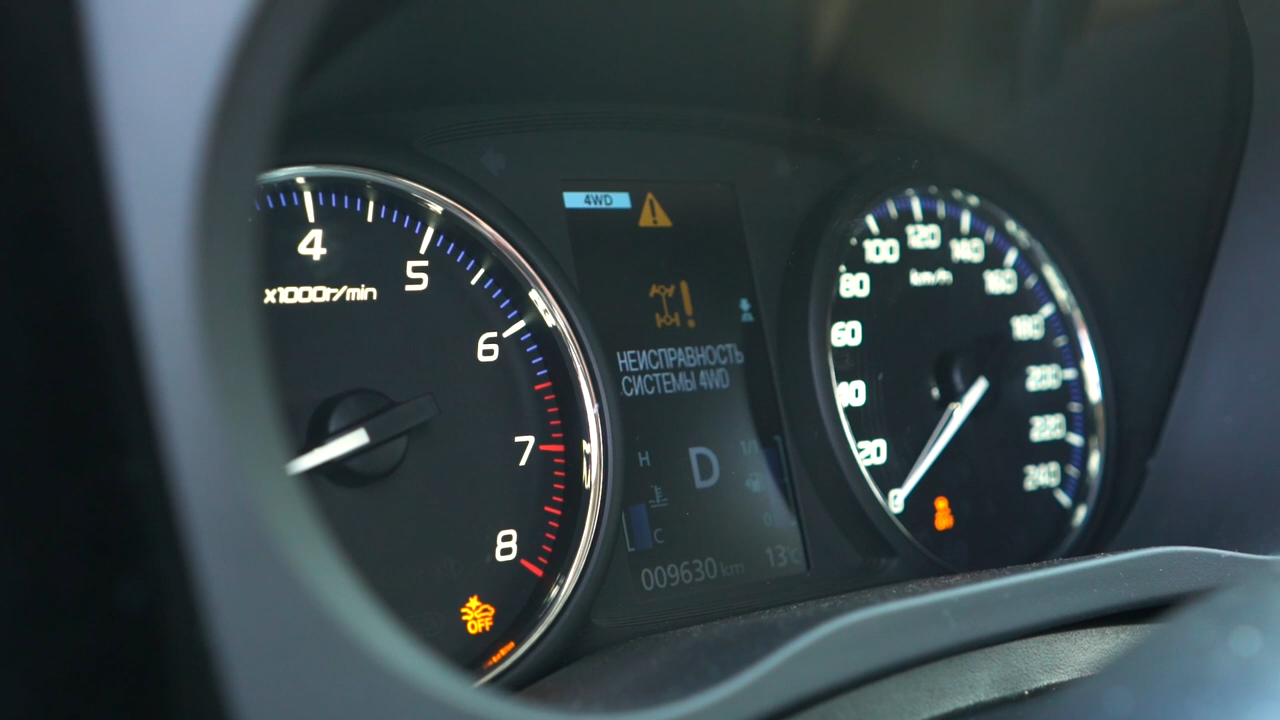 4
5
6
7
8
x1000r/min
OFF
4WD
НЕИСПРАВНОСТЬ
СИСТЕМЫ 4WD
H
D
C
009630 km
13°C
0
20
40
60
80
100
120
140
160
180
200
220
240
km/h